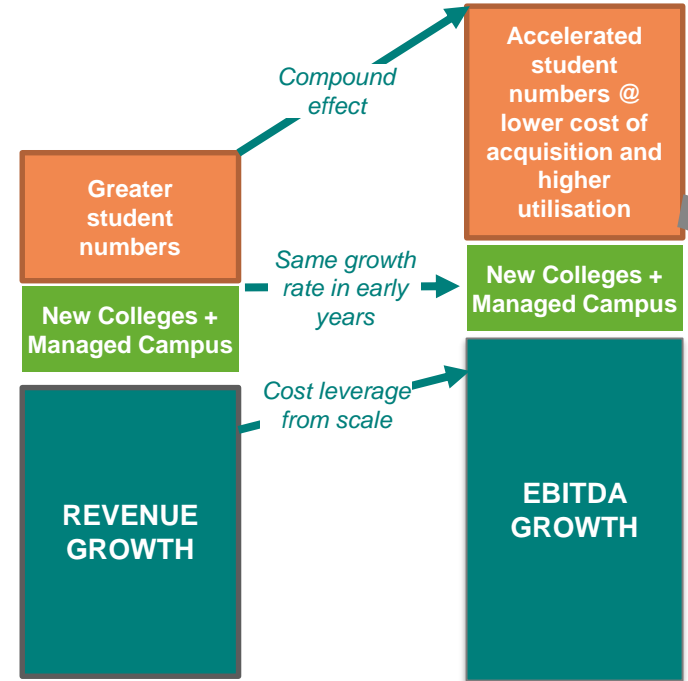 Compound
effect
Greater
student
numbers
Accelerated
student
numbers @
lower cost of
acquisition and
higher
utilisation
New Colleges +
Managed Campus
Same growth
rate in early
years
New Colleges +
Managed Campus
Cost leverage
from scale
REVENUE
GROWTH
EBITDA
GROWTH